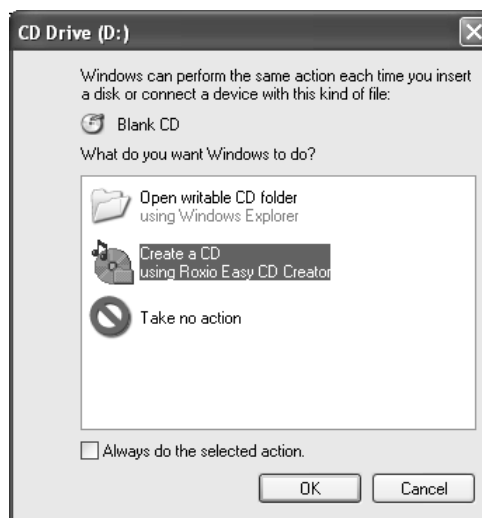 CD Drive (D:)
Windows can perform the same action each time you insert
a disk or connect a device with this kind of file:
Blank CD
What do you want Windows to do?
Open writable CD folder
using Windows Explorer
Create a CD
using Roxio Easy CD Creator
Take no action
Always do the selected action.
OK
Cancel